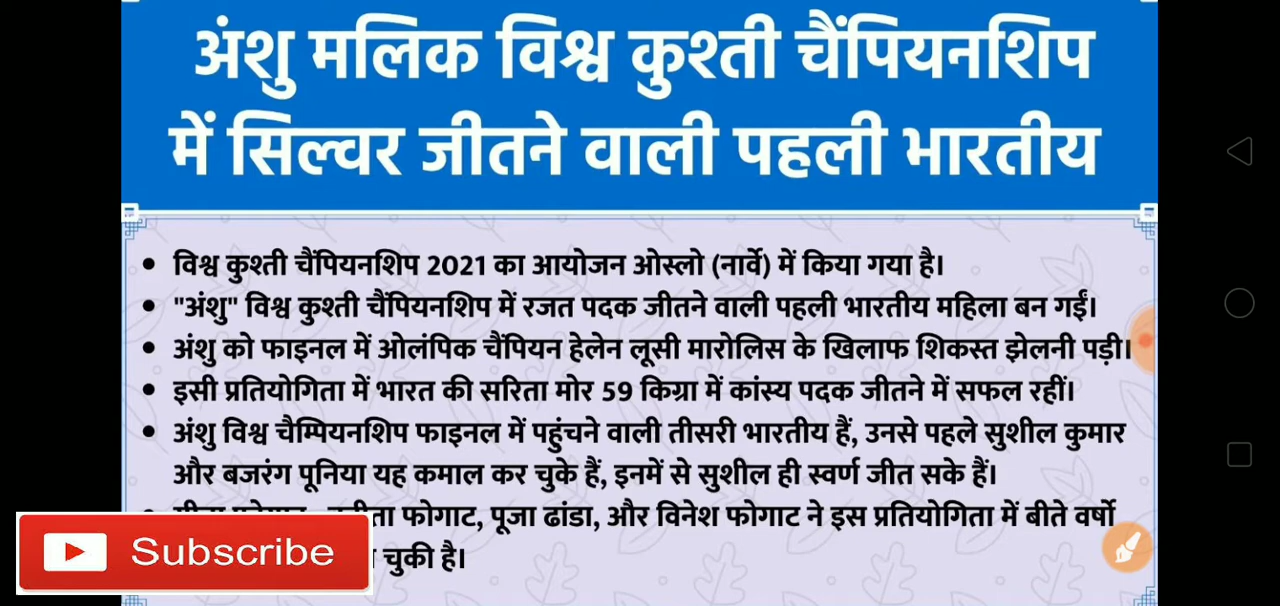 अंशु मलिक विश्व कुश्ती चैंपियनशिप
में सिल्वर जीतने वाली पहली भारतीय
• विश्व कुश्ती चैंपियनशिप 2021 का आयोजन ओस्लो (नार्वे) में किया गया है।
• "अंशु" विश्व कुश्ती चैंपियनशिप में रजत पदक जीतने वाली पहली भारतीय महिला बन गईं।
• अंशु को फाइनल में ओलंपिक चैंपियन हेलेन लूसी मारोलिस के खिलाफ शिकस्त झेलनी पड़ी।
• इसी प्रतियोगिता में भारत की सरिता मोर 59 किग्रा में कांस्य पदक जीतने में सफल रहीं।
• अंशु विश्व चैम्पियनशिप फाइनल में पहुंचने वाली तीसरी भारतीय हैं, उनसे पहले सुशील कुमार
और बजरंग पूनिया यह कमाल कर चुके हैं, इनमें से सुशील ही स्वर्ण जीत सके हैं।
फोगाट, पूजा ढांडा, और विनेश फोगाट ने इस प्रतियोगिता में बीते वर्षो
चुकी है।
Subscribe